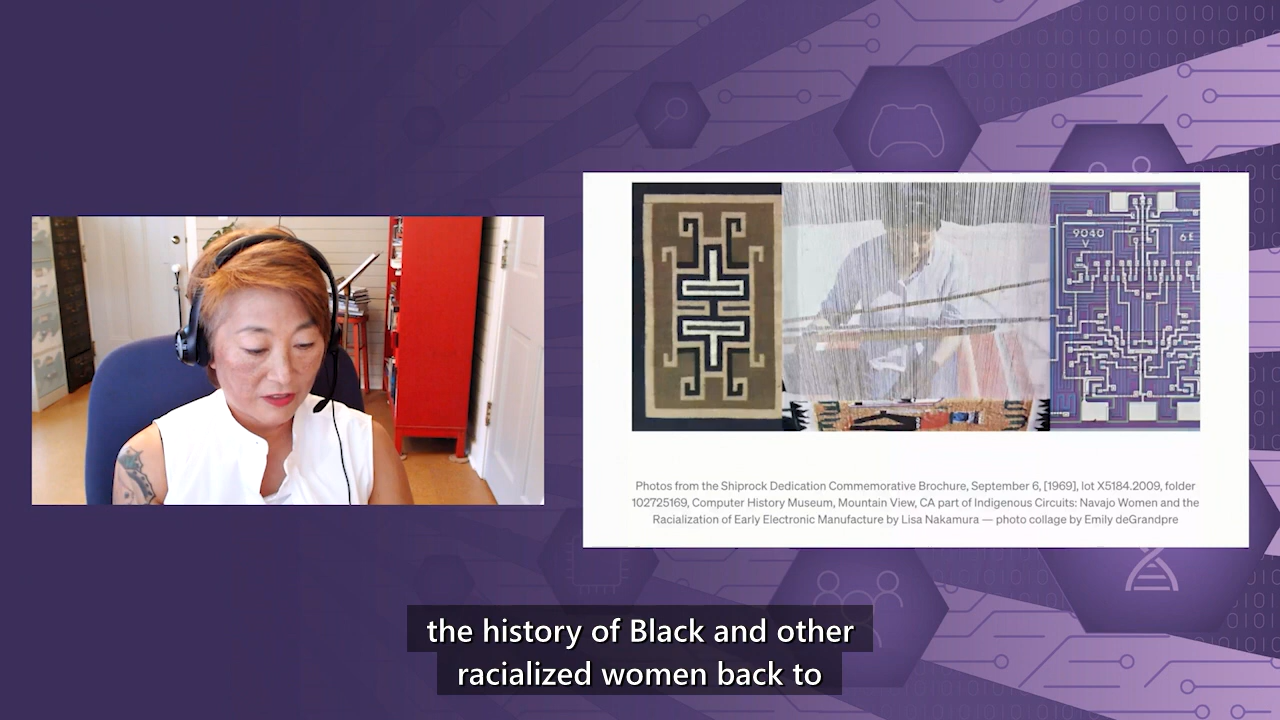 9040
V
6E
Photos from the Shiprock Dedication Commemorative Brochure, September 6, [1969], lot X5184.2009, folder
102725169, Computer History Museum, Mountain View, CA part of Indigenous Circuits: Navajo Women and the
Racialization of Early Electronic Manufacture by Lisa Nakamura — photo collage by Emily deGrandpre
the history of Black and other
racialized women back to